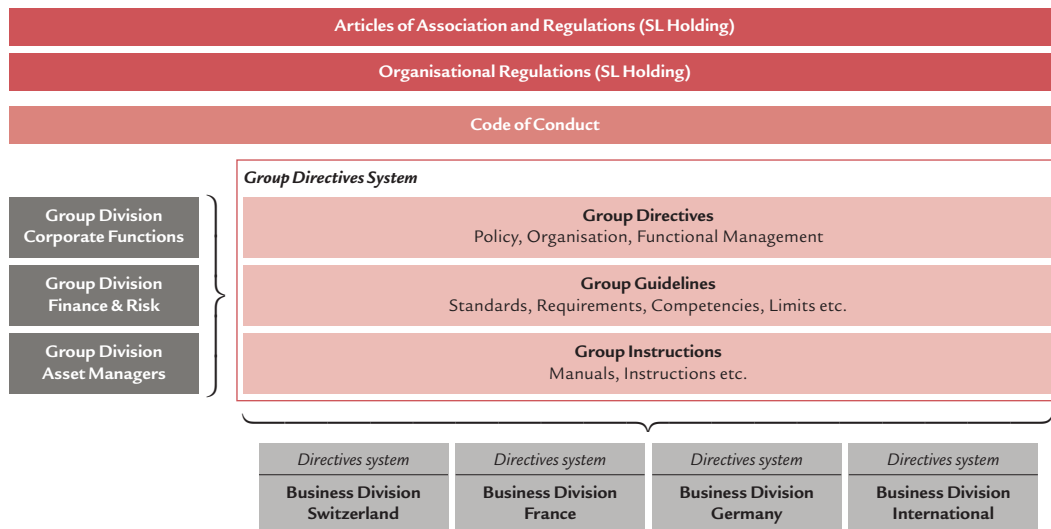 Articles of Association and Regulations (SL Holding)
Organisational Regulations (SL Holding)
Code of Conduct
Group Directives System
Group Division
Corporate Functions
Group Directives
Policy, Organisation, Functional Management
Group Division
Finance & Risk
Group Guidelines
Standards, Requirements, Competencies, Limits etc.
Group Division
Asset Managers
Group Instructions
Manuals, Instructions etc.
Directives system
Business Division
Switzerland
Directives system
Business Division
France
Directives system
Business Division
Germany
Directives system
Business Division
International